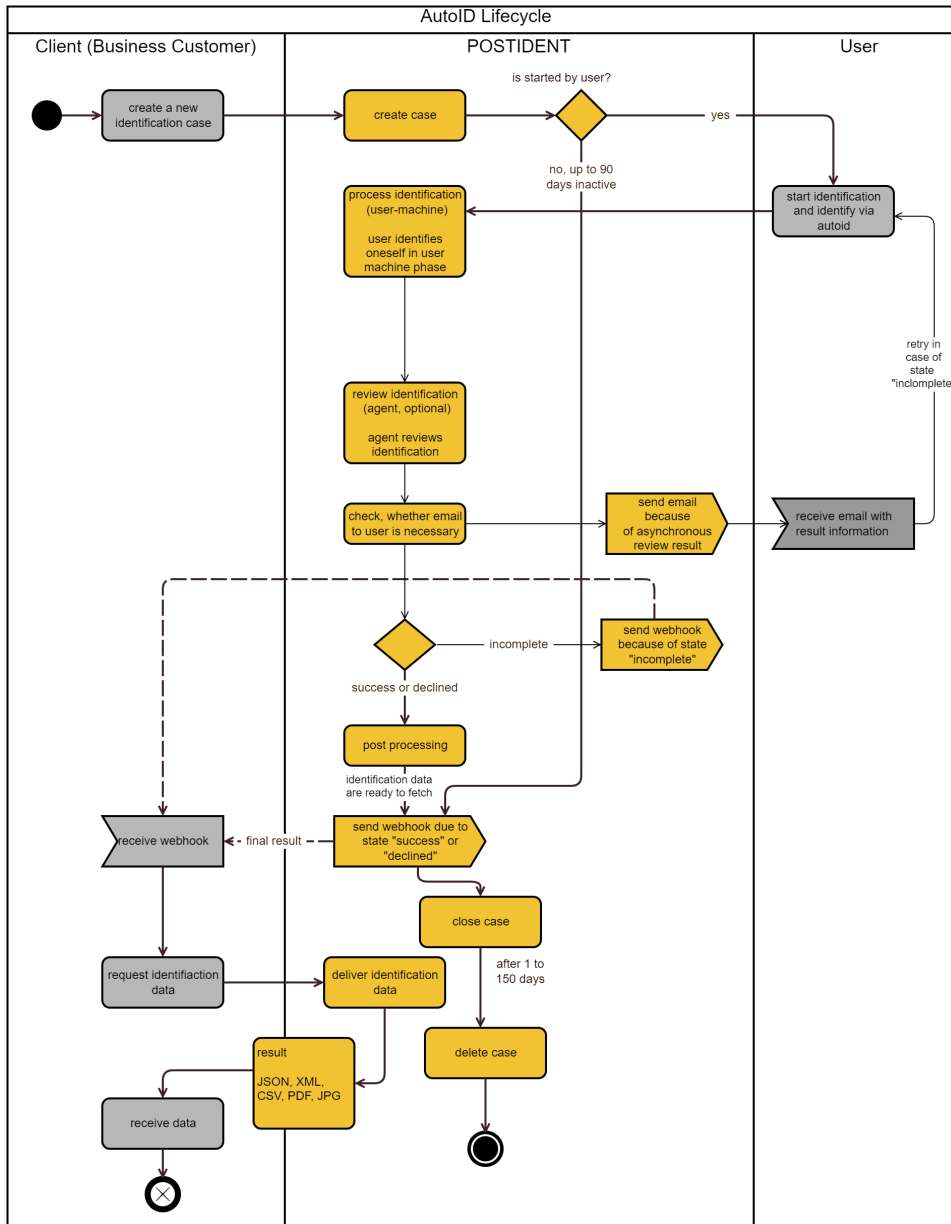 AutoID Lifecycle
Client (Business Customer)
POSTIDENT
User
is started by user?
create a new
identification case
create case
yes
no, up to 90
days inactive
process identification
(user-machine)
user identifies
oneself in user
machine phase
start identification
and identify via
autoid
retry in
case of
state
"inclomplete
review identification
(agent, optional)
agent reviews
identification
check, whether email
to user is necessary
send email
because
of asynchronous
review result
receive email with
result information
incomplete
send webhook
because of state
"incomplete"
success or declined
post processing
identification data
are ready to fetch
receive webhook
final result
send webhook due to
state "success" or
"declined"
close case
after 1 to
150 days
request identifiaction
data
deliver identification
data
delete case
result
JSON, XML,
CSV, PDF, JPG
receive data